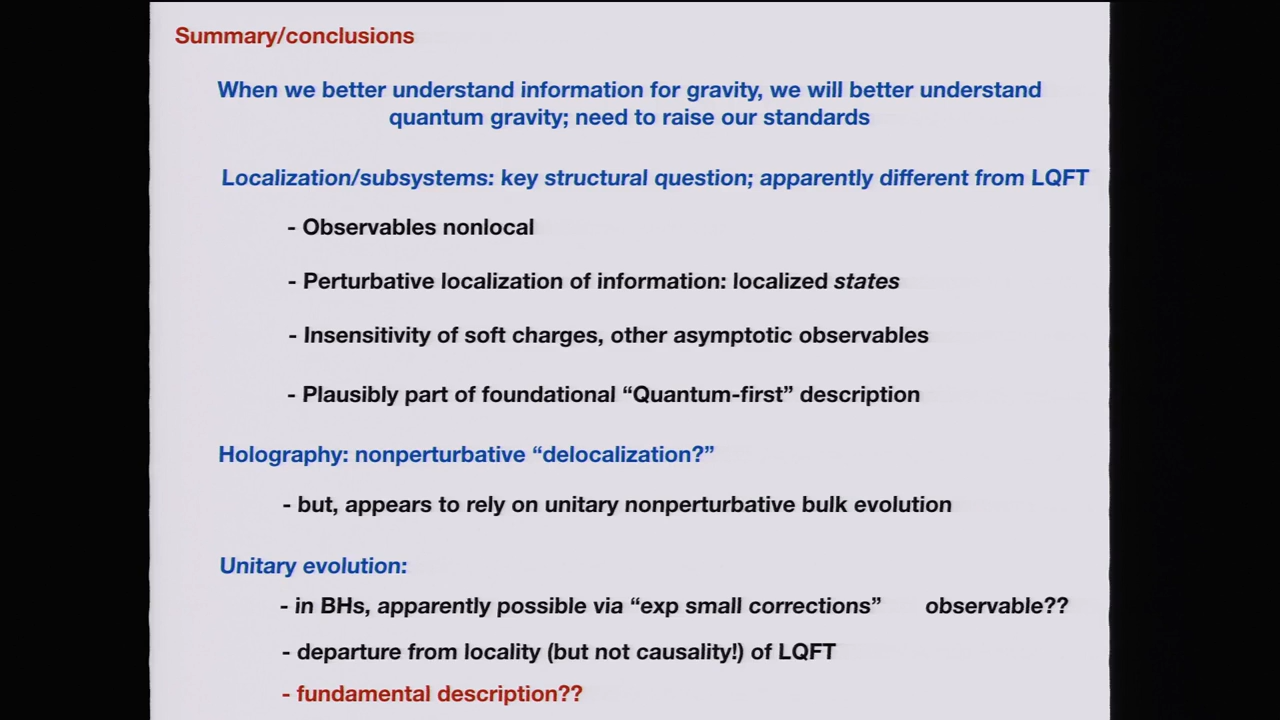 Summary/conclusions
When we better understand information for gravity, we will better understand
quantum gravity; need to raise our standards
Localization/subsystems: key structural question; apparently different from LQFT
- Observables nonlocal
- Perturbative localization of information: localized states
- Insensitivity of soft charges, other asymptotic observables
- Plausibly part of foundational “Quantum-first” description
Holography: nonperturbative “delocalization?”
- but, appears to rely on unitary nonperturbative bulk evolution
Unitary evolution:
- in BHs, apparently possible via “exp small corrections” observable??
- departure from locality (but not causality!) of LQFT
- fundamental description??